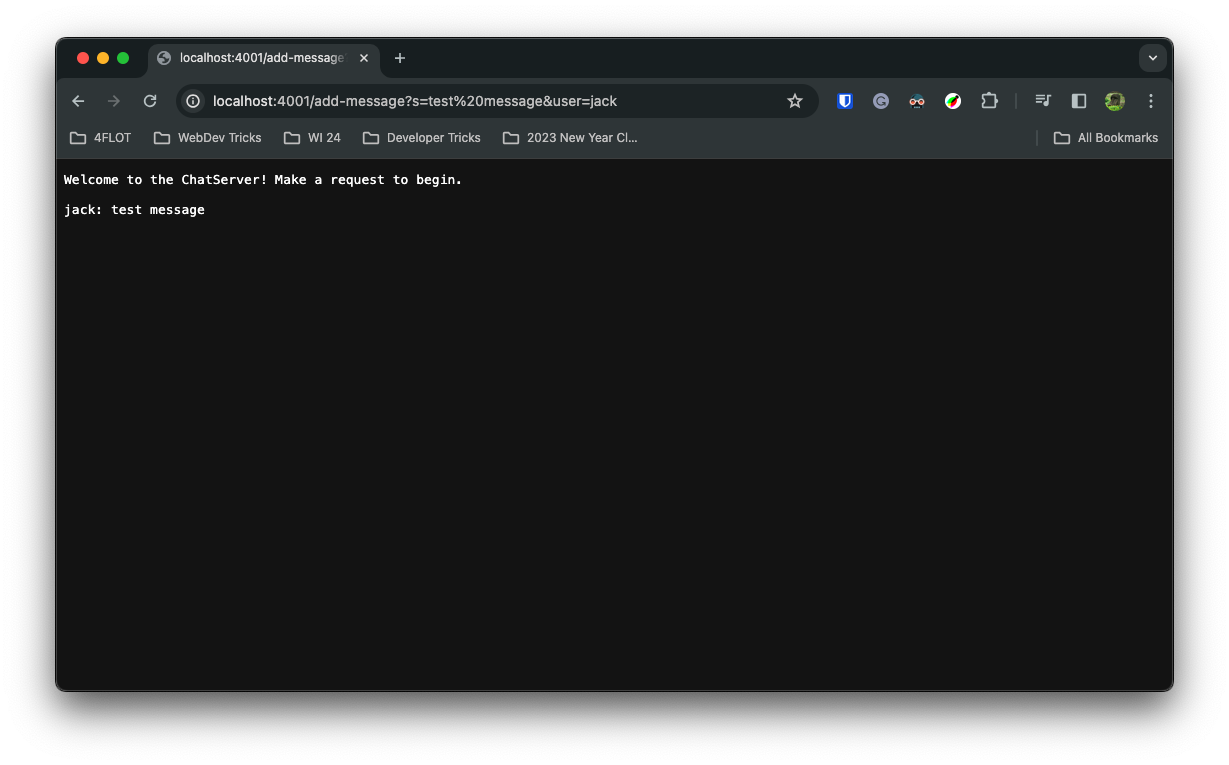 localhost:4001/add-message
localhost:4001/add-message?s=test%20message&user=jack
4FLOT WebDev Tricks WI 24 Developer Tricks 2023 New Year Cl... All Bookmarks
Welcome to the ChatServer! Make a request to begin.
jack: test message